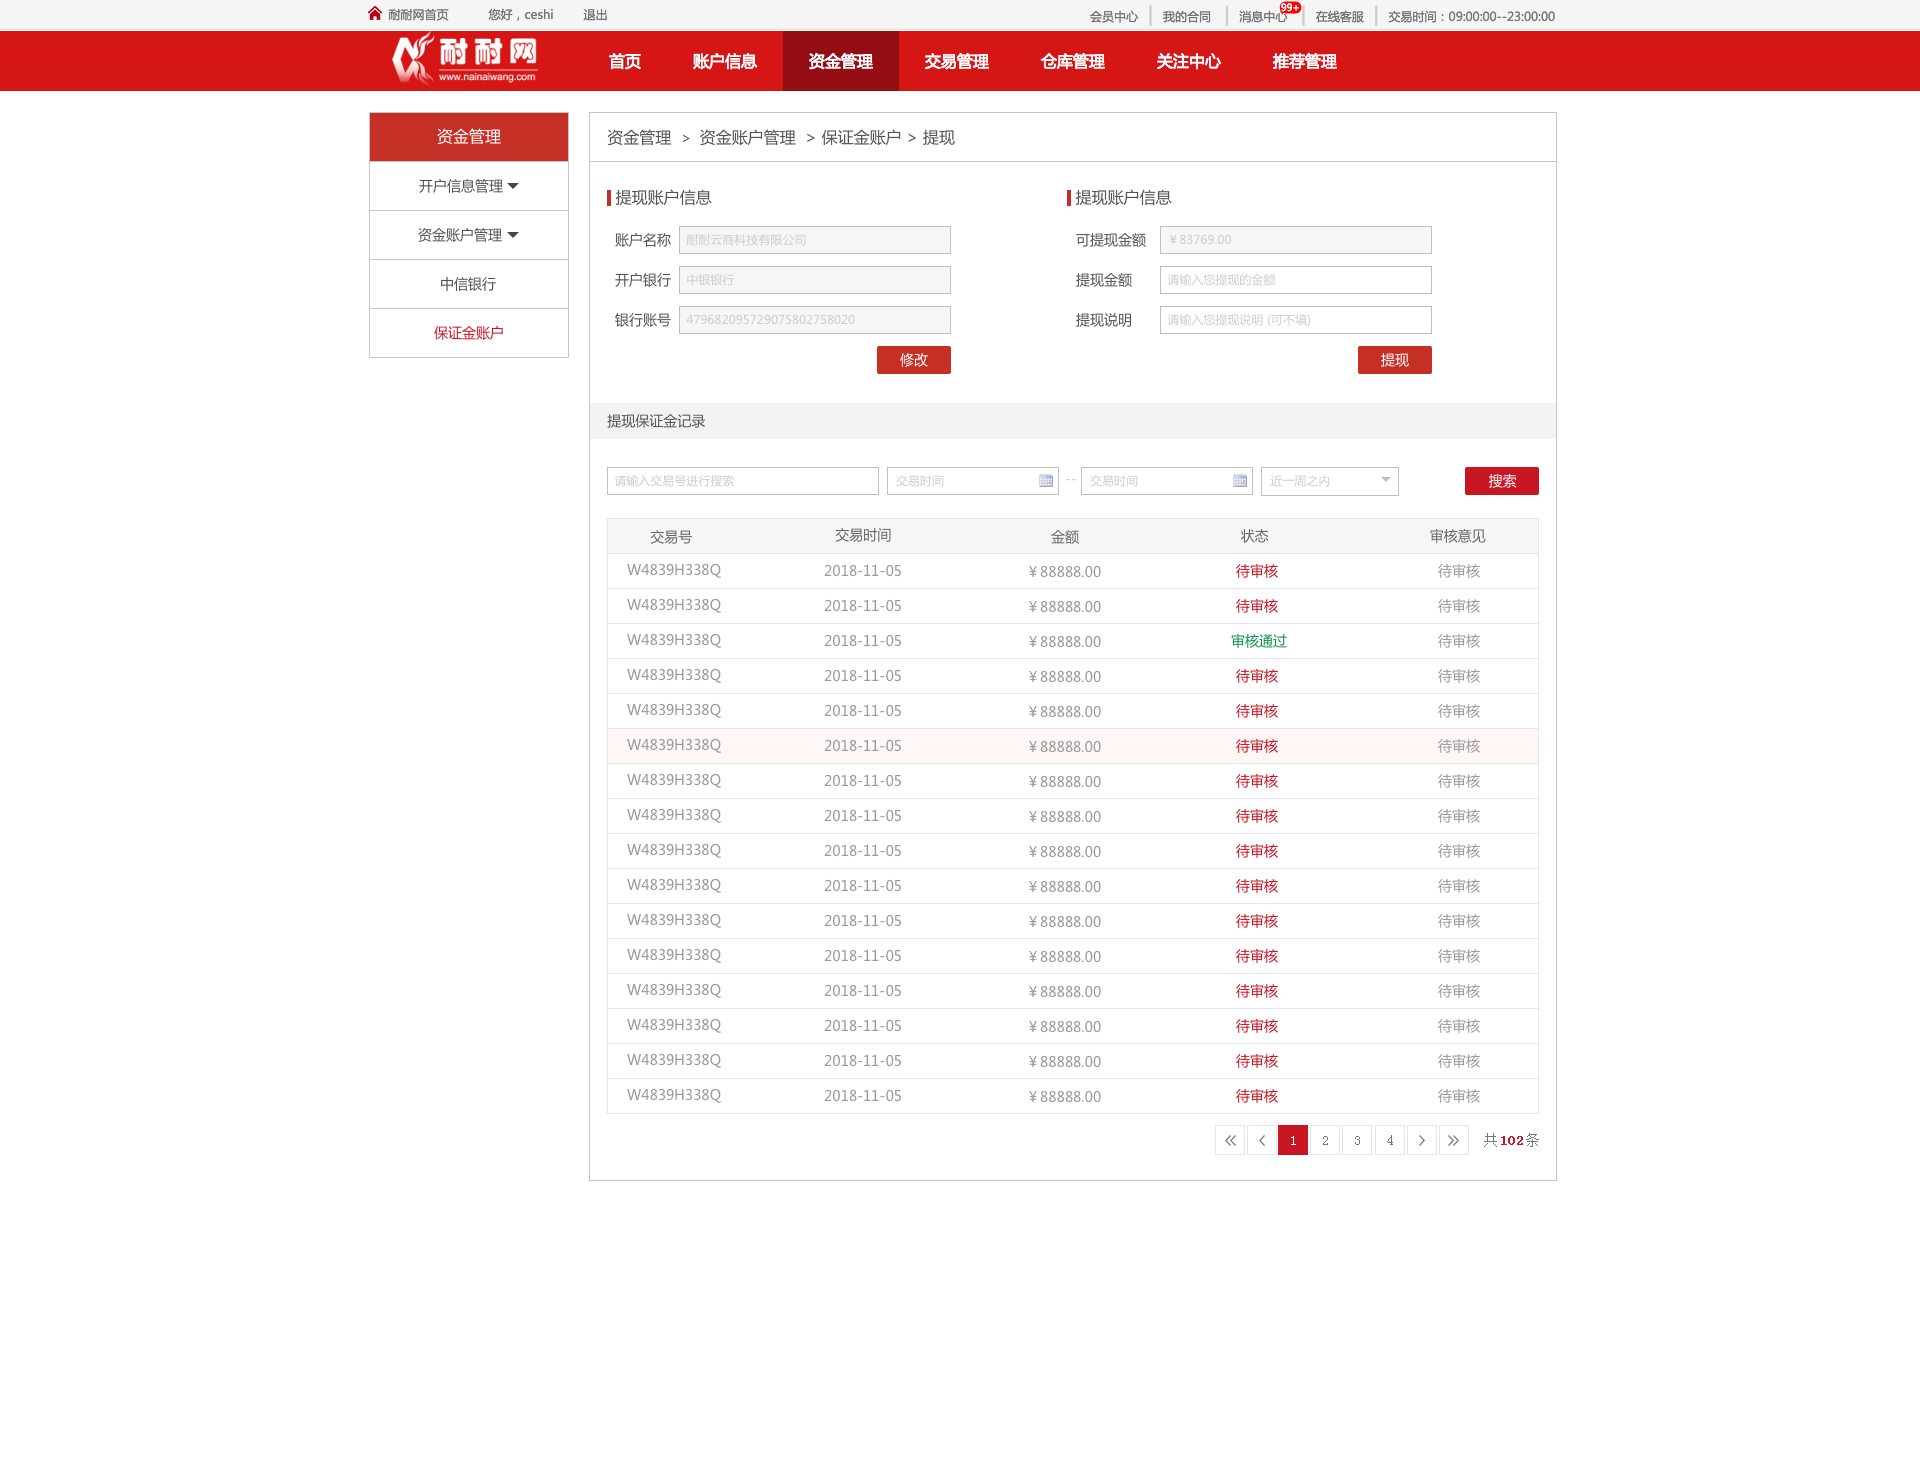 耐耐网首页 您好，ceshi 退出 会员中心 我的合同 消息中心 99+ 在线客服 交易时间：09:00:00--23:00:00
耐耐网
www.nainaiwang.com
首页 账户信息 资金管理 交易管理 仓库管理 关注中心 推荐管理
资金管理
开户信息管理
资金账户管理
中信银行
保证金账户
资金管理 > 资金账户管理 > 保证金账户 > 提现
提现账户信息 提现账户信息
账户名称 耐耐云商科技有限公司 可提现金额 ¥83769.00
开户银行 中银银行 提现金额 请输入您提现的金额
银行账号 479682095729075802758020 提现说明 请输入您提现说明 (可不填)
修改 提现
提现保证金记录
请输入交易号进行搜索 交易时间 -- 交易时间 近一周之内 搜索
交易号 交易时间 金额 状态 审核意见
W4839H338Q 2018-11-05 ¥88888.00 待审核 待审核
W4839H338Q 2018-11-05 ¥88888.00 待审核 待审核
W4839H338Q 2018-11-05 ¥88888.00 审核通过 待审核
W4839H338Q 2018-11-05 ¥88888.00 待审核 待审核
W4839H338Q 2018-11-05 ¥88888.00 待审核 待审核
W4839H338Q 2018-11-05 ¥88888.00 待审核 待审核
W4839H338Q 2018-11-05 ¥88888.00 待审核 待审核
W4839H338Q 2018-11-05 ¥88888.00 待审核 待审核
W4839H338Q 2018-11-05 ¥88888.00 待审核 待审核
W4839H338Q 2018-11-05 ¥88888.00 待审核 待审核
W4839H338Q 2018-11-05 ¥88888.00 待审核 待审核
W4839H338Q 2018-11-05 ¥88888.00 待审核 待审核
W4839H338Q 2018-11-05 ¥88888.00 待审核 待审核
W4839H338Q 2018-11-05 ¥88888.00 待审核 待审核
W4839H338Q 2018-11-05 ¥88888.00 待审核 待审核
W4839H338Q 2018-11-05 ¥88888.00 待审核 待审核
1 2 3 4 共102条